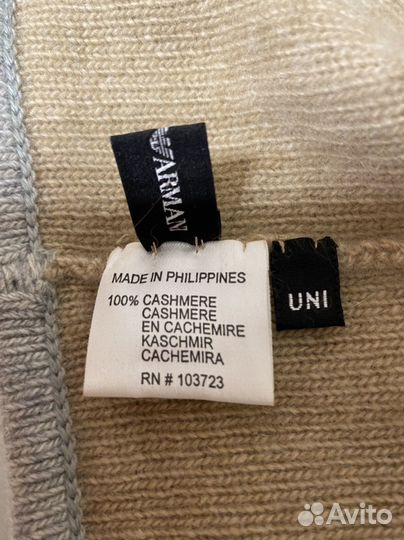 ARMAN
MADE IN PHILIPPINES
100% CASHMERE
CASHMERE
EN CACHEMIRE
KASCHMIR
CACHEMIRA
RN # 103723
UNI
Avito